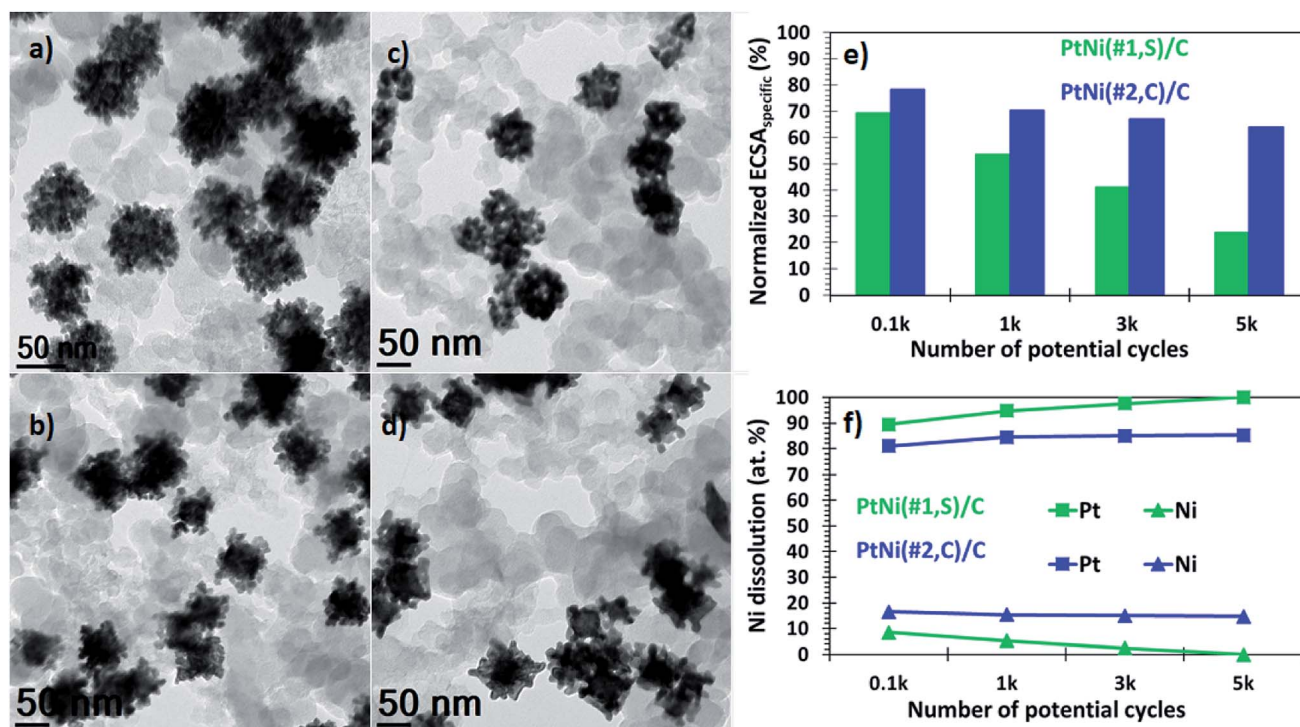 a)
50 nm
b)
50 nm
c)
50 nm
d)
50 nm
e)
PtNi(#1,S)/C
PtNi(#2,C)/C
Normalized ECSAspecific (%)
100
90
80
70
60
50
40
30
20
10
0
0.1k 1k 3k 5k
Number of potential cycles
f)
Ni dissolution (at. %)
100
90
80
70
60
50
40
30
20
10
0
PtNi(#1,S)/C Pt Ni
PtNi(#2,C)/C Pt Ni
0.1k 1k 3k 5k
Number of potential cycles